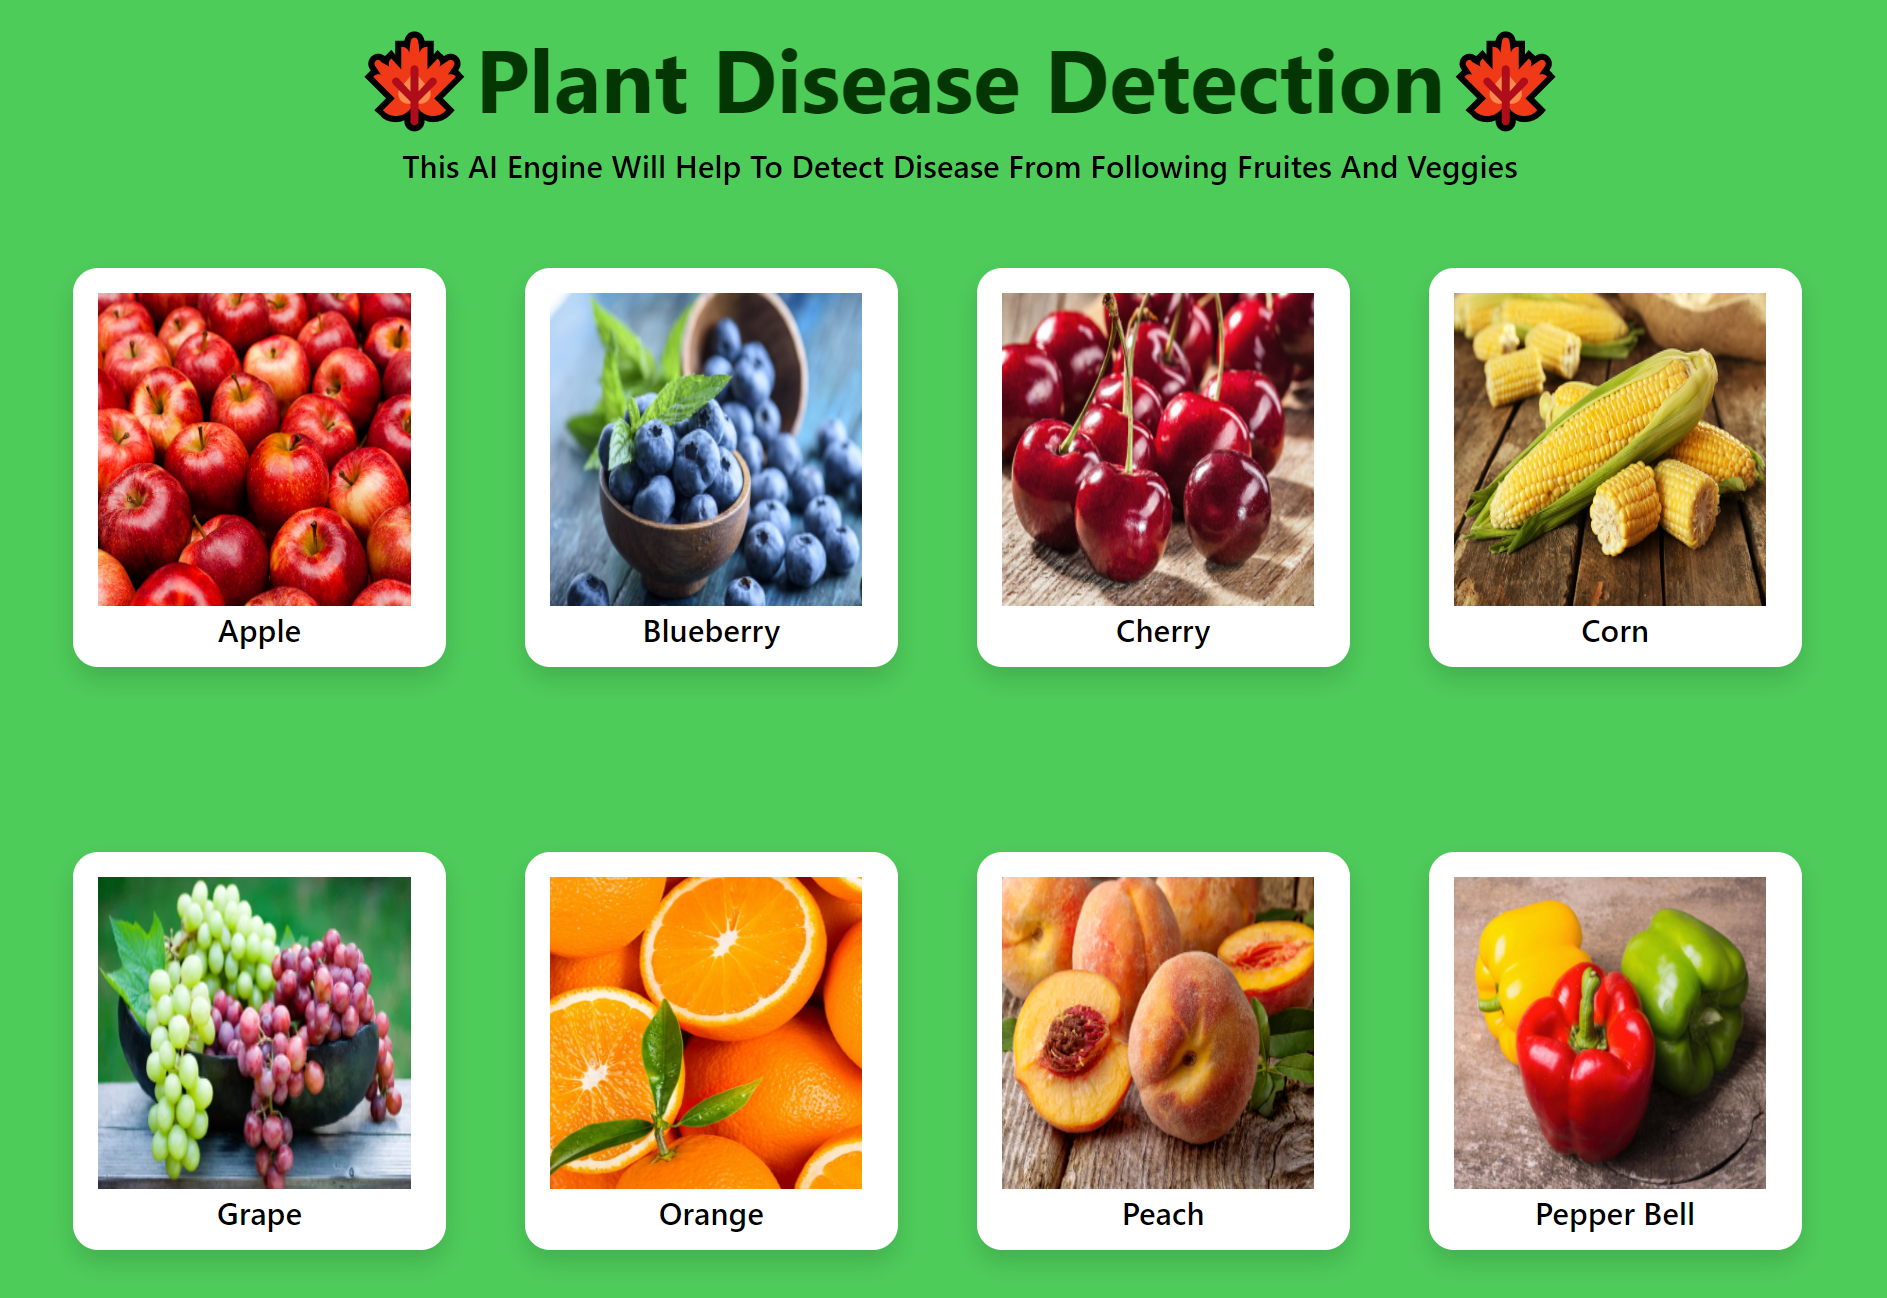 Plant Disease Detection
This AI Engine Will Help To Detect Disease From Following Fruites And Veggies
Apple
Blueberry
Cherry
Corn
Grape
Orange
Peach
Pepper Bell